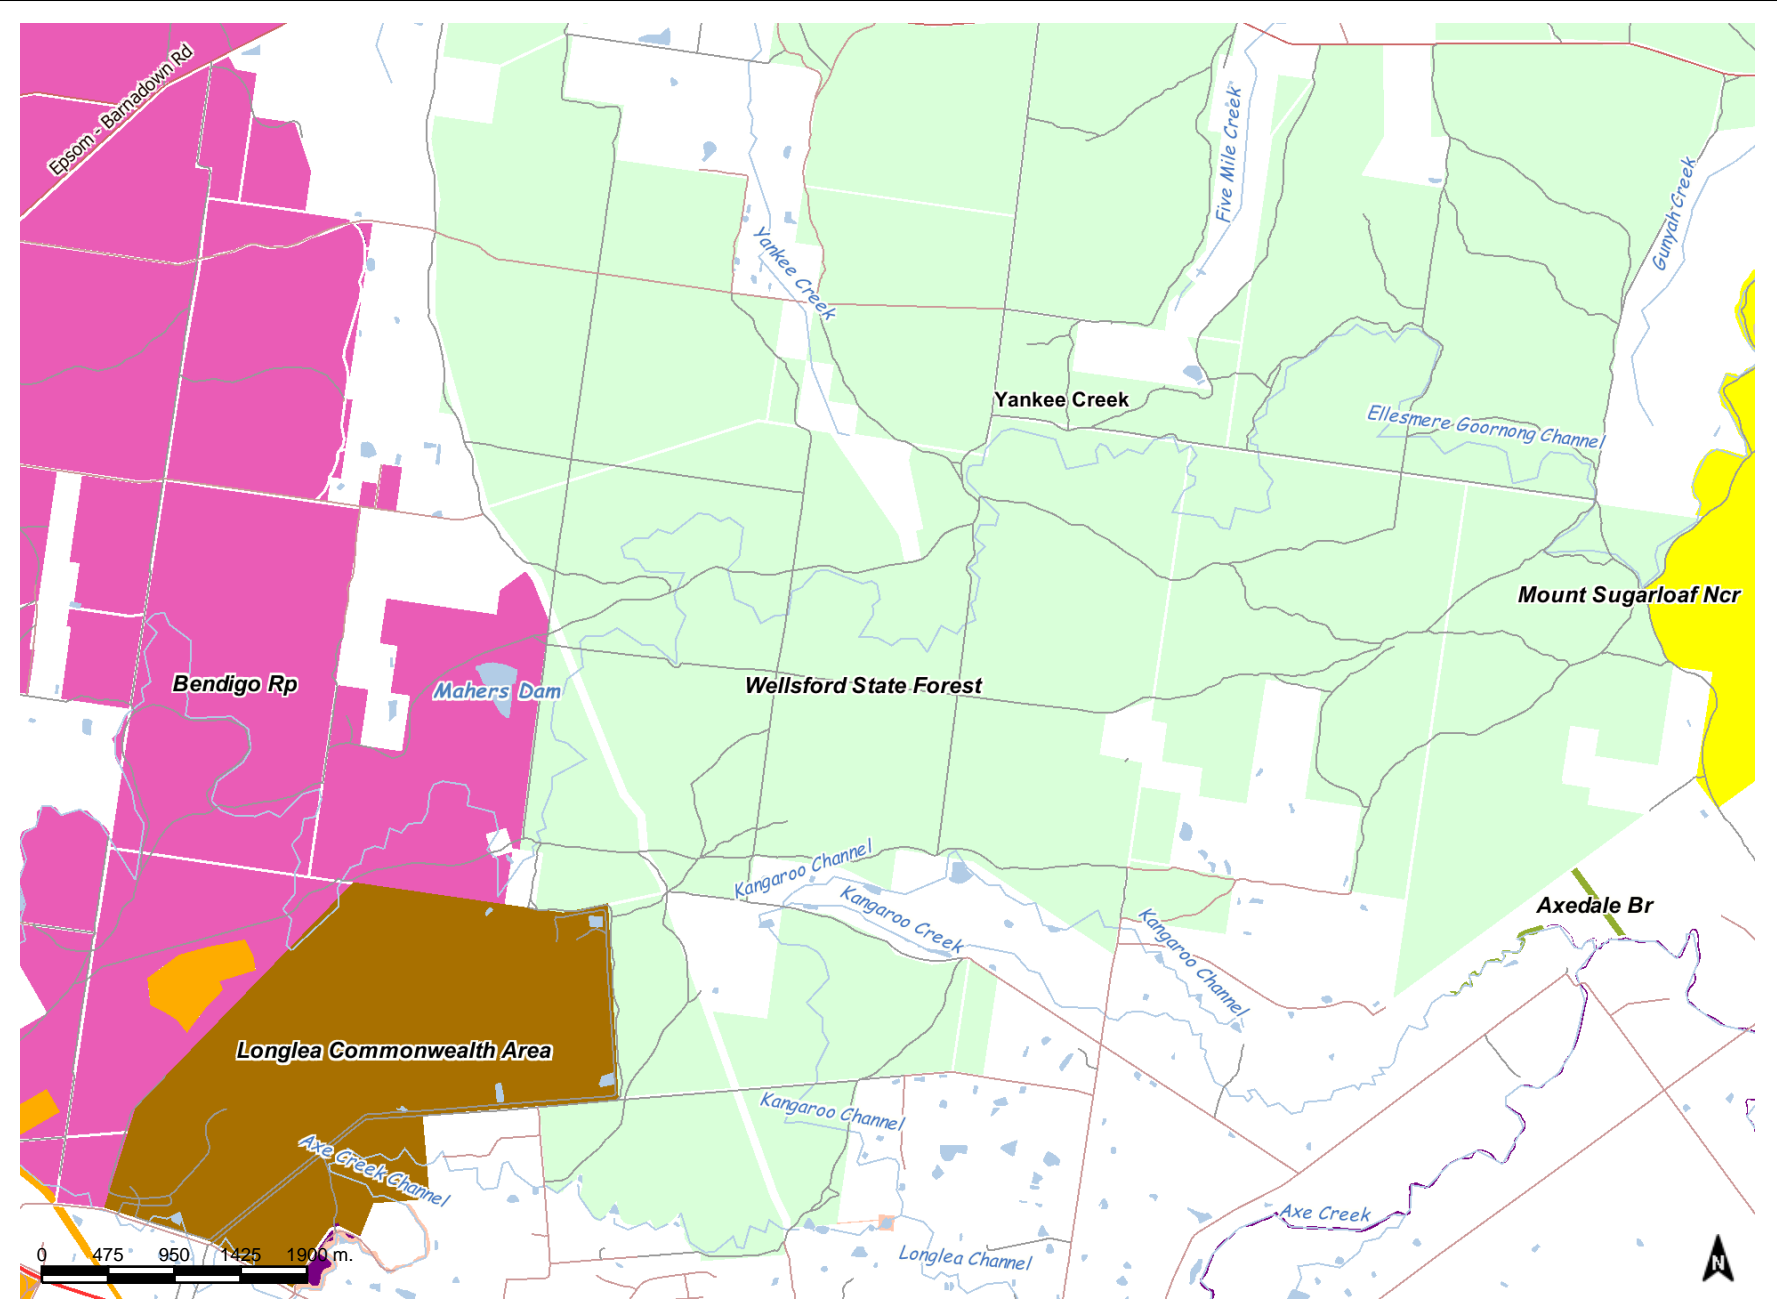 Epsom - Barnadown Rd
Five Mile Creek
Gunyah Creek
Yankee Creek
Yankee Creek
Ellesmere Goornong Channel
Mount Sugarloaf Ncr
Bendigo Rp
Mahers Dam
Wellsford State Forest
Kangaroo Channel
Kangaroo Creek
Axedale Br
Kangaroo Channel
Longlea Commonwealth Area
Kangaroo Channel
Axe Creek Channel
Axe Creek
Longlea Channel
0 475 950 1425 1900 m.
N